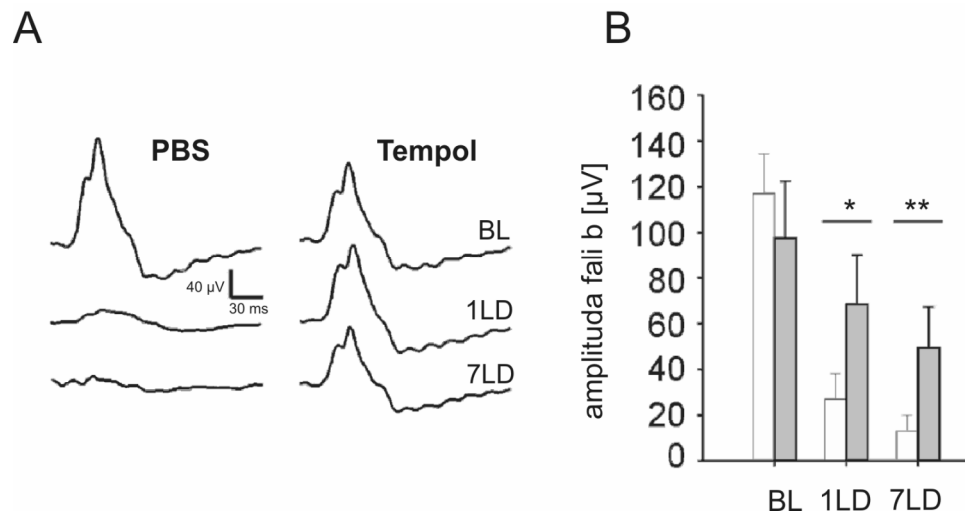 A
PBS
Tempol
BL
40 µV
30 ms
1LD
7LD
B
amplituda fali b [µV]
160
140
120
100
80
60
40
20
0
*
**
BL 1LD 7LD